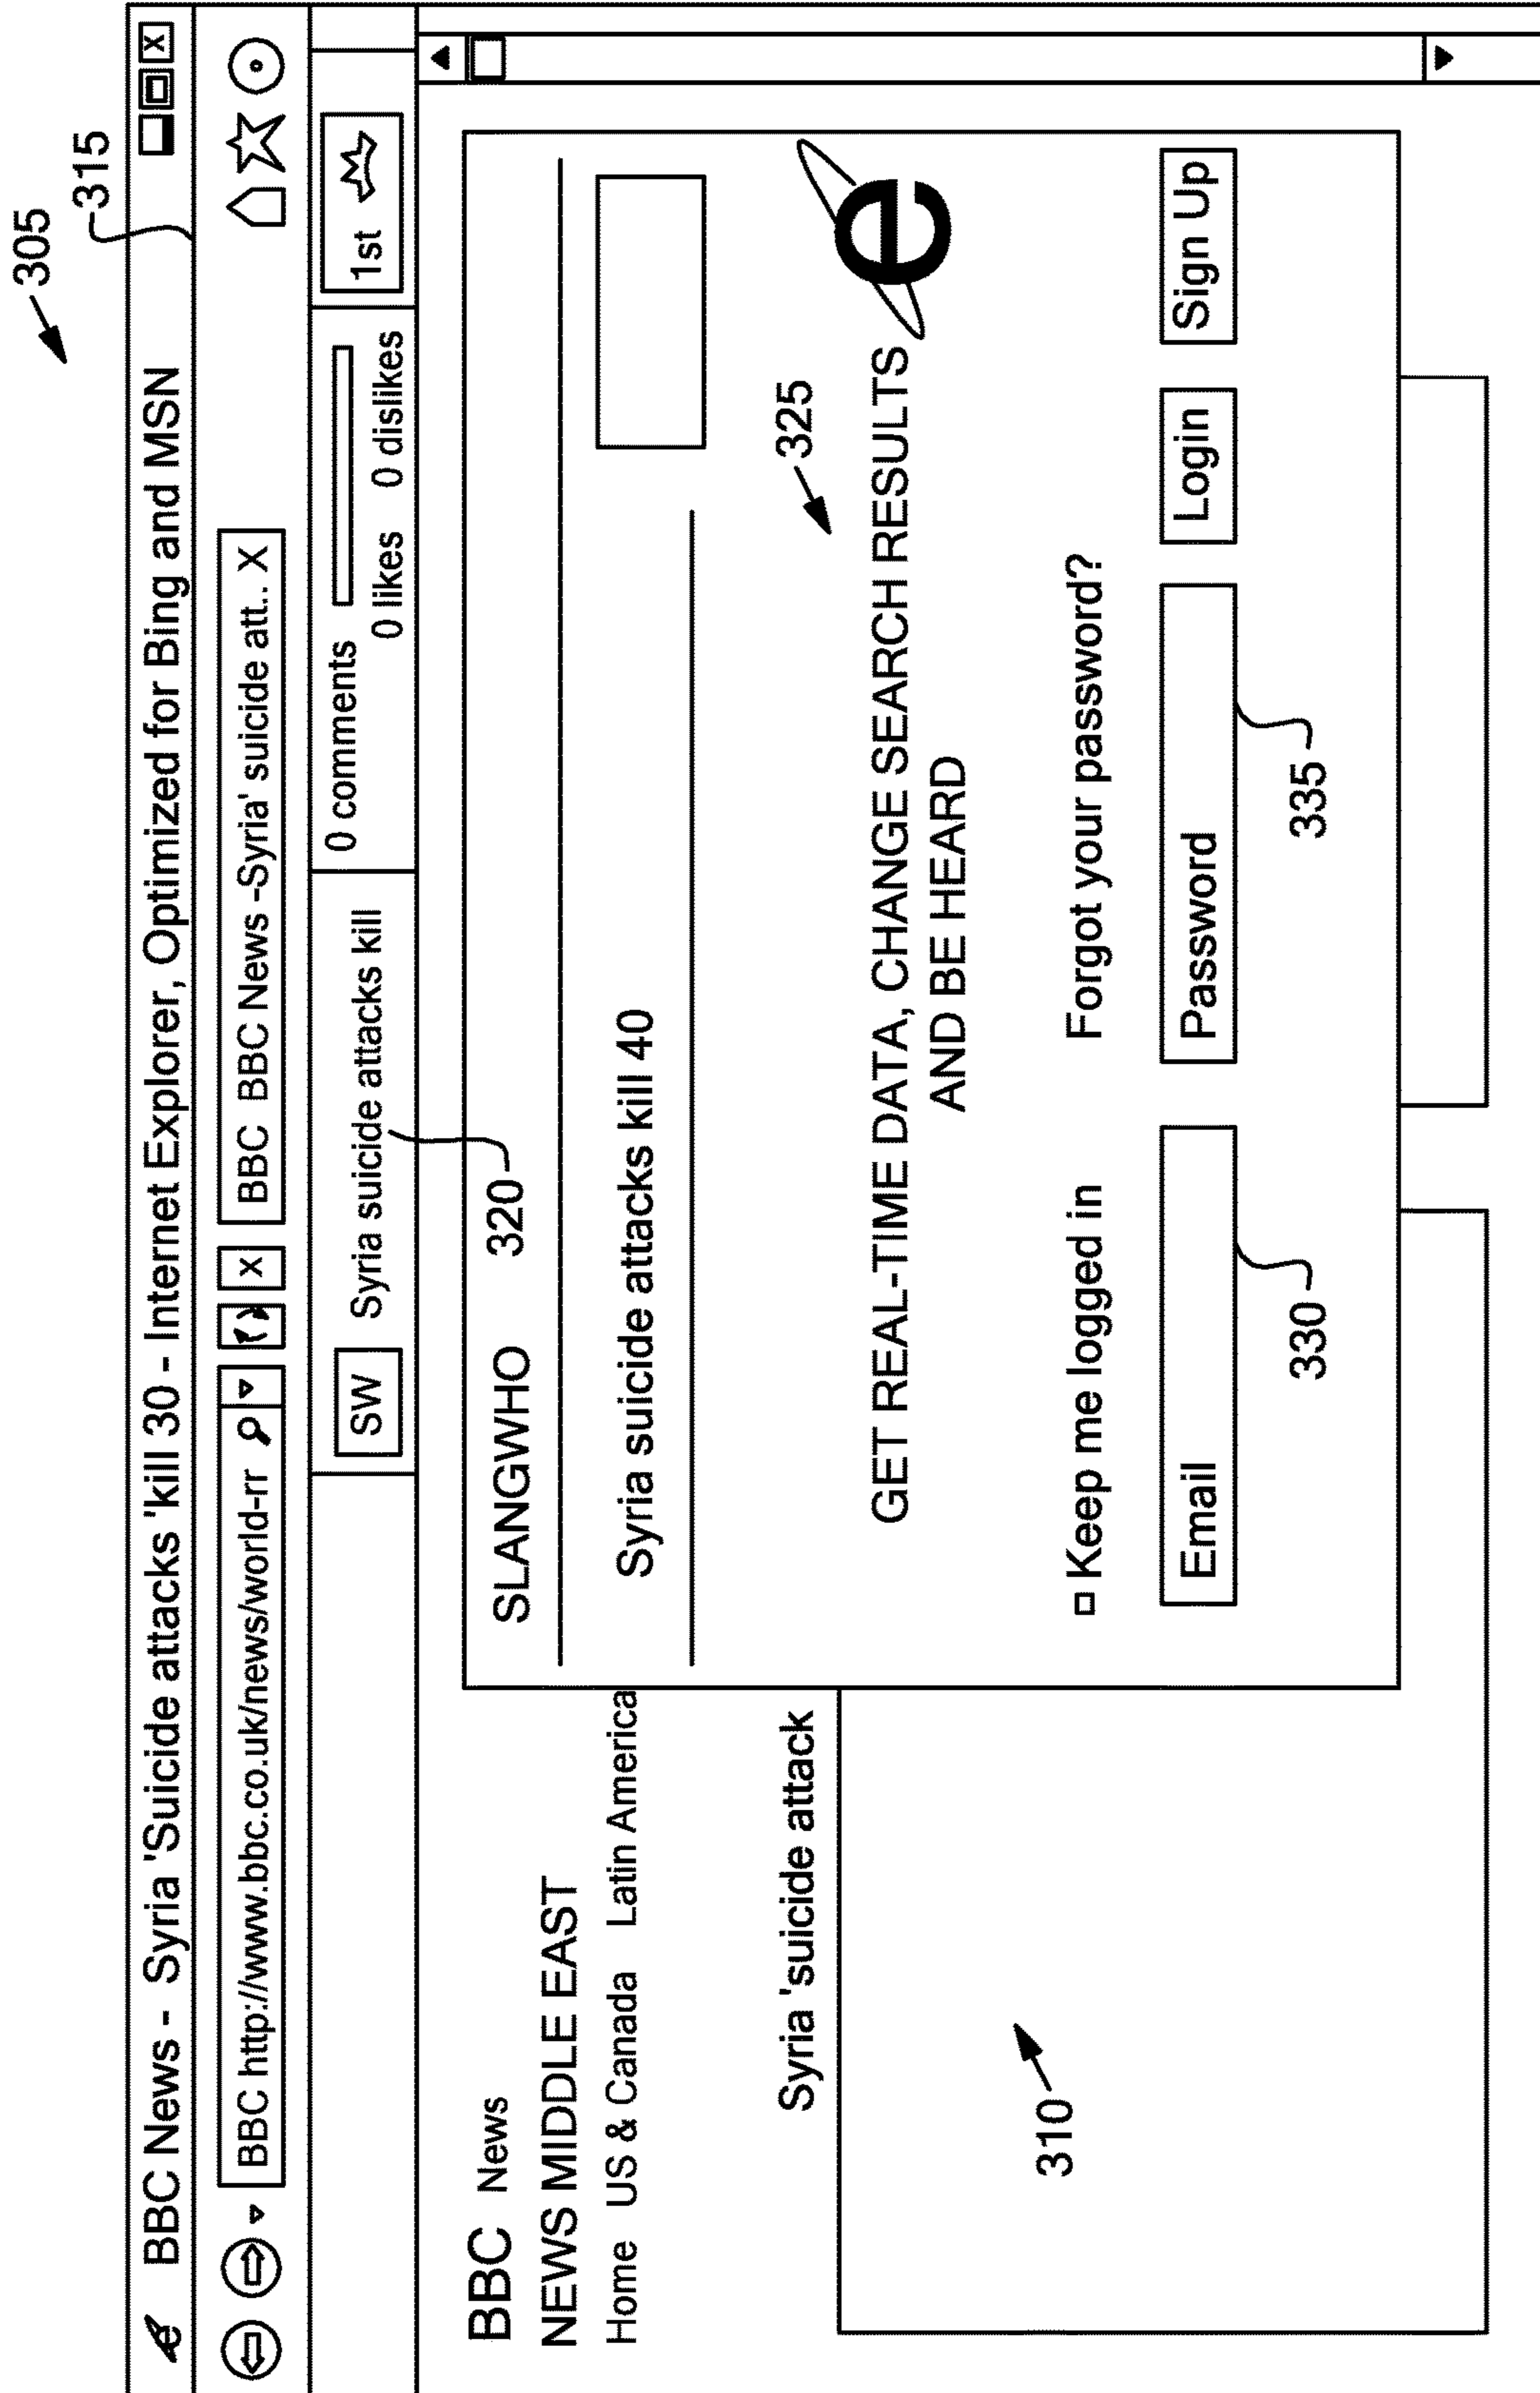 305
315
BBC News - Syria 'Suicide attacks 'kill 30 - Internet Explorer, Optimized for Bing and MSN
X
BBC http://www.bbc.co.uk/news/world-rr
X
BBC BBC News -Syria' suicide att.. X
SW
Syria suicide attacks kill
0 comments
0 likes 0 dislikes
1st
320
BBC News
NEWS MIDDLE EAST
Home US & Canada Latin America
Syria 'suicide attack
310
SLANGWHO
Syria suicide attacks kill 40
325
e
GET REAL-TIME DATA, CHANGE SEARCH RESULTS
AND BE HEARD
Keep me logged in
Forgot your password?
Email
Password
Login
Sign Up
330
335